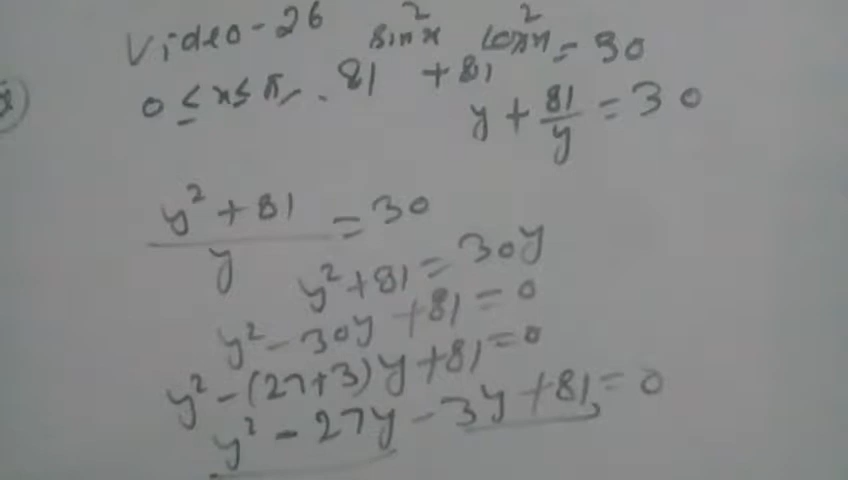 Video-26
0 ≤ x ≤ π, . 81^sin²x + 81^cos²x = 30
y + 81/y = 30
(y² + 81)/y = 30
y² + 81 = 30y
y² - 30y + 81 = 0
y² - (27+3)y + 81 = 0
y² - 27y - 3y + 81 = 0